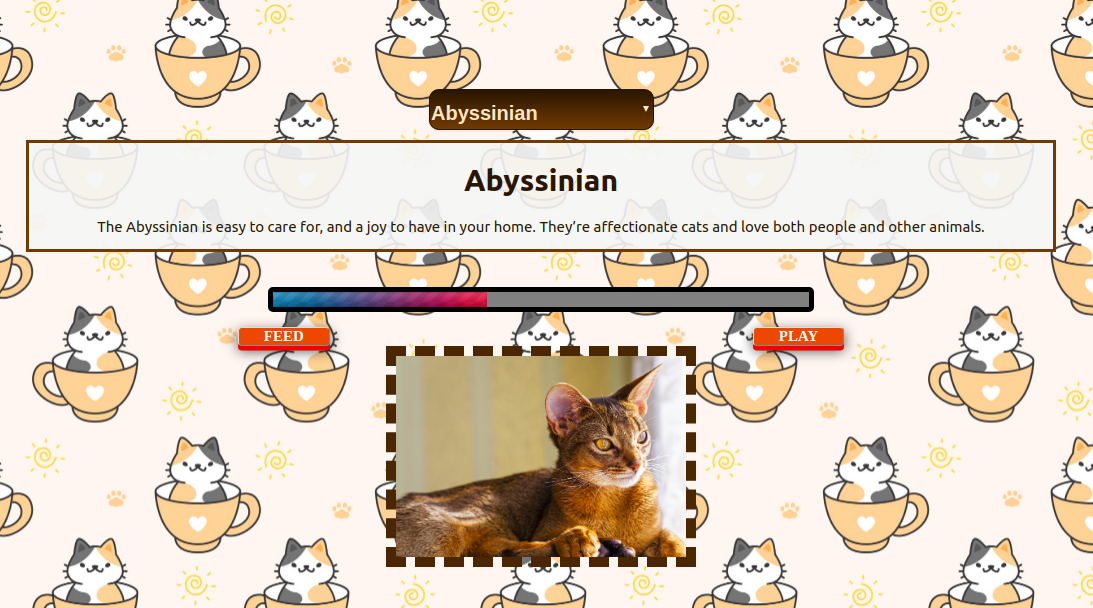 Abyssinian
Abyssinian
The Abyssinian is easy to care for, and a joy to have in your home. They’re affectionate cats and love both people and other animals.
FEED
PLAY